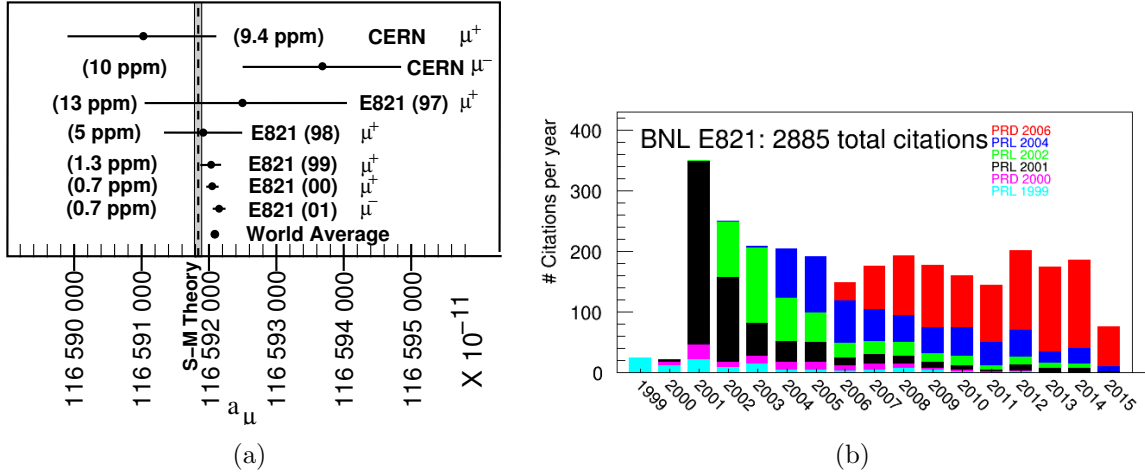 (9.4 ppm) CERN μ+
(10 ppm) CERN μ−
(13 ppm) E821 (97) μ+
(5 ppm) E821 (98) μ+
(1.3 ppm) E821 (99) μ+
(0.7 ppm) E821 (00) μ+
(0.7 ppm) E821 (01) μ−
World Average
116 590 000
116 591 000
S−M Theory
116 592 000
116 593 000
116 594 000
116 595 000
X 10−11
aμ
(a)
# Citations per year
400
300
200
100
0
BNL E821: 2885 total citations
PRD 2006
PRL 2004
PRL 2002
PRL 2001
PRD 2000
PRL 1999
1999 2000 2001 2002 2003 2004 2005 2006 2007 2008 2009 2010 2011 2012 2013 2014 2015
(b)